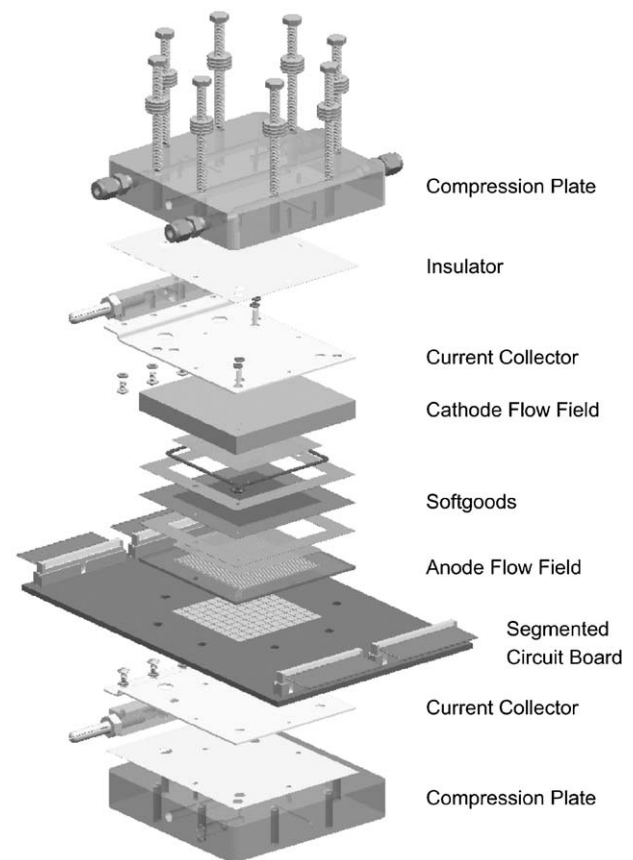 Compression Plate
Insulator
Current Collector
Cathode Flow Field
Softgoods
Anode Flow Field
Segmented
Circuit Board
Current Collector
Compression Plate